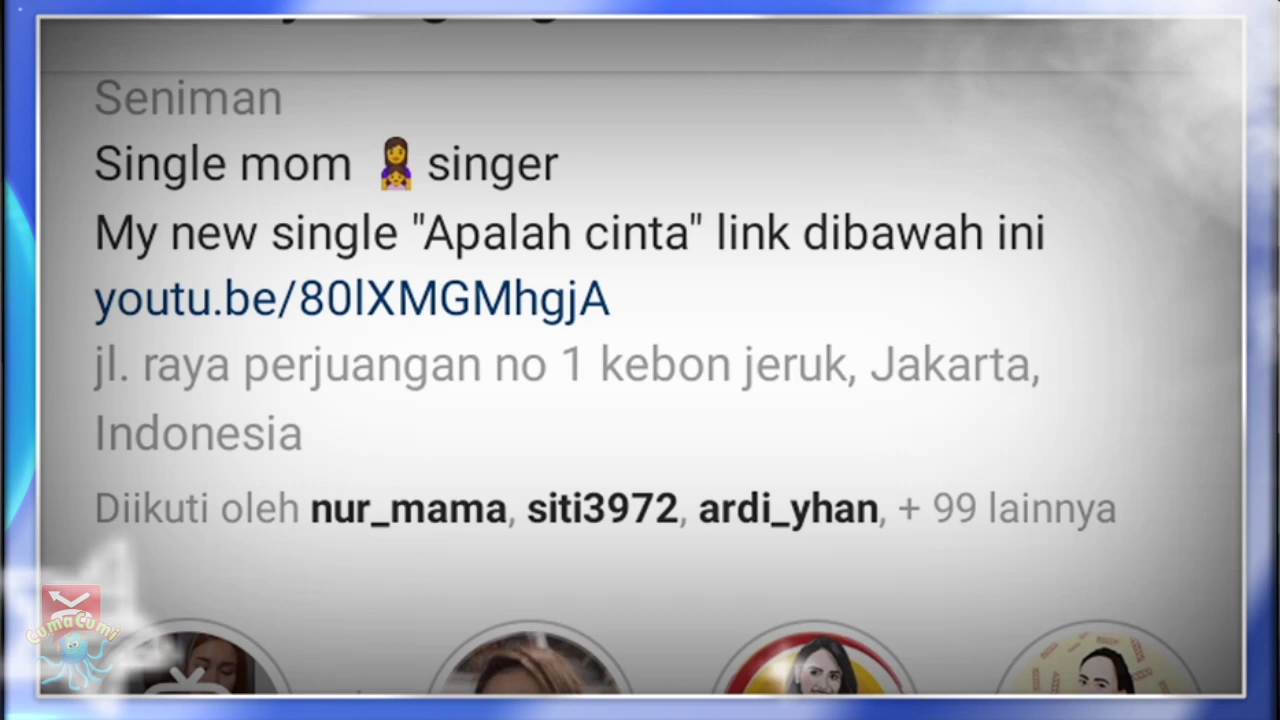 Seniman
Single mom 👩‍👧 singer
My new single "Apalah cinta" link dibawah ini
youtu.be/80lXMGMhgjA
jl. raya perjuangan no 1 kebon jeruk, Jakarta,
Indonesia
Diikuti oleh nur_mama, siti3972, ardi_yhan, + 99 lainnya
CumaCumi